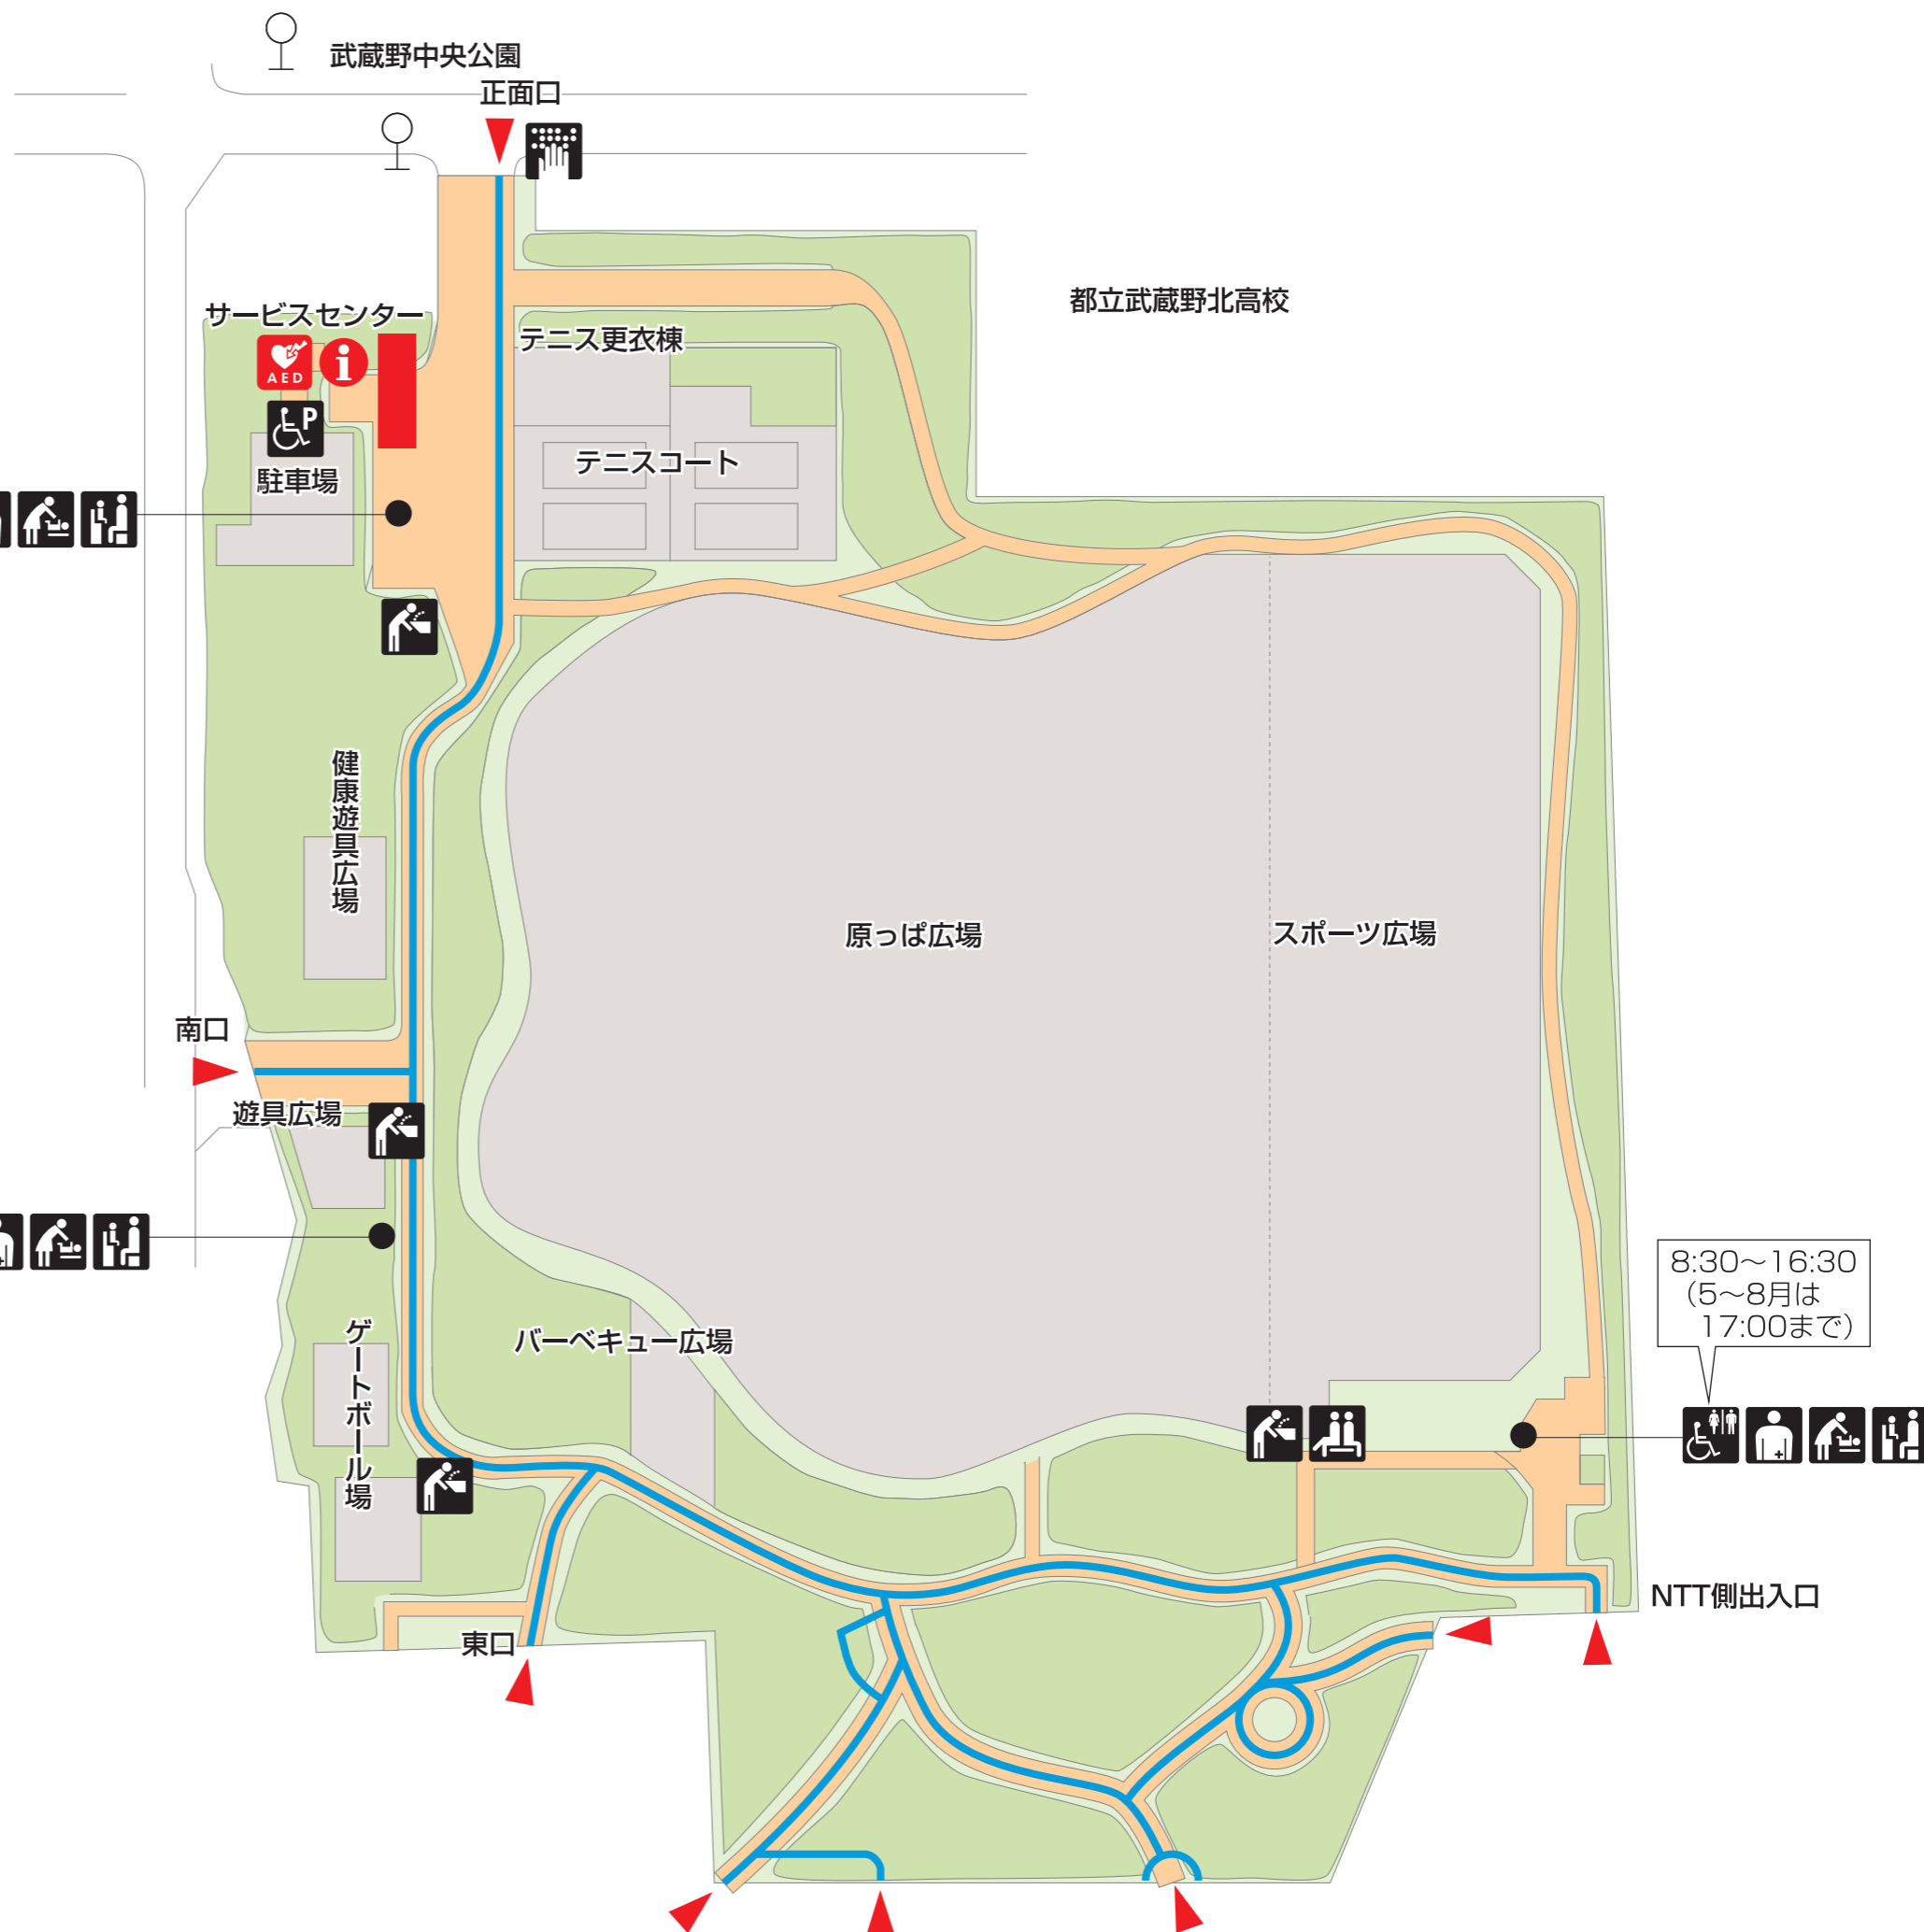 武蔵野中央公園
正面口
都立武蔵野北高校
サービスセンター
AED
i
テニス更衣棟
P
駐車場
テニスコート
健康遊具広場
原っぱ広場
スポーツ広場
南口
遊具広場
8:30〜16:30
（5〜8月は
17:00まで）
ゲートボール場
バーベキュー広場
NTT側出入口
東口